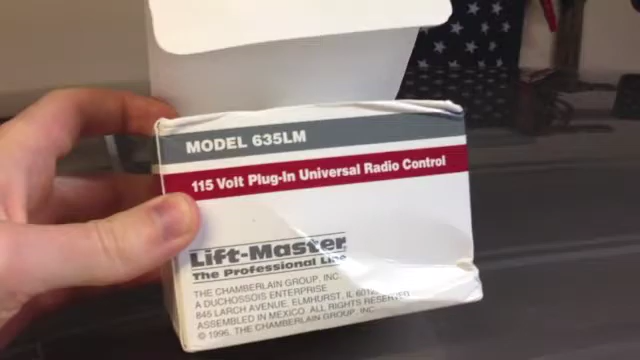 MODEL 635LM
115 Volt Plug-In Universal Radio Control
Lift-Master
The Professional Line
THE CHAMBERLAIN GROUP, INC.
A DUCHOSSOIS ENTERPRISE
845 LARCH AVENUE, ELMHURST, IL 60126
ASSEMBLED IN MEXICO. ALL RIGHTS RESERVED
© 1996, THE CHAMBERLAIN GROUP, INC.